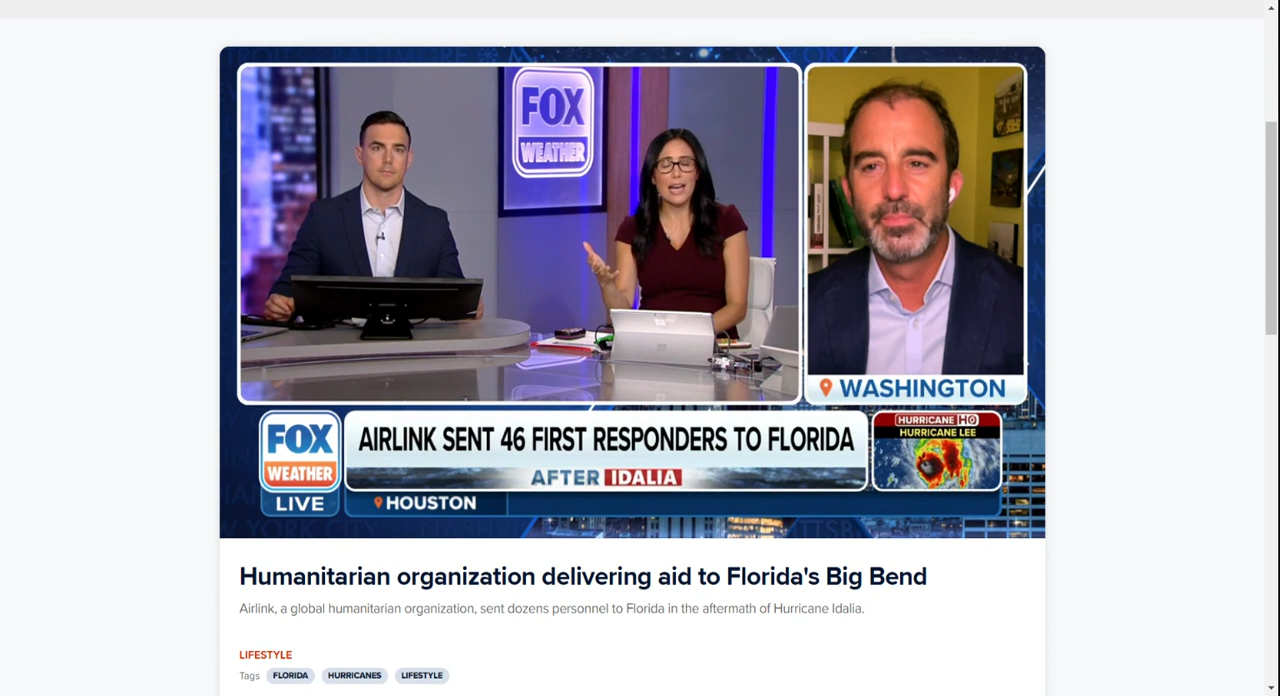 FOX
WEATHER
WASHINGTON
FOX
WEATHER
LIVE
AIRLINK SENT 46 FIRST RESPONDERS TO FLORIDA
AFTER IDALIA
HURRICANE HQ
HURRICANE LEE
HOUSTON
Humanitarian organization delivering aid to Florida's Big Bend
Airlink, a global humanitarian organization, sent dozens personnel to Florida in the aftermath of Hurricane Idalia.
LIFESTYLE
Tags FLORIDA HURRICANES LIFESTYLE